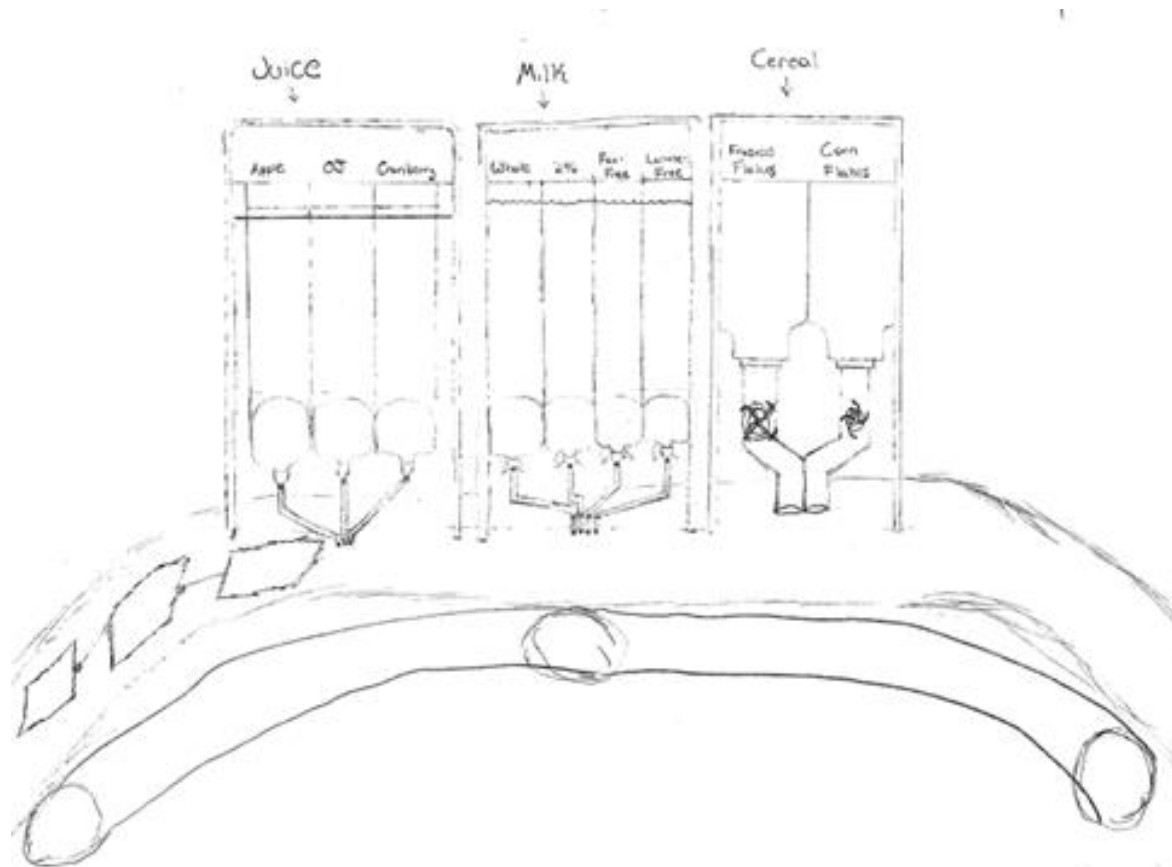 Juice
Milk
Cereal
Apple
OJ
Cranberry
Whole
2%
Fat-
Free
Lactose-
Free
Frosted
Flakes
Corn
Flakes